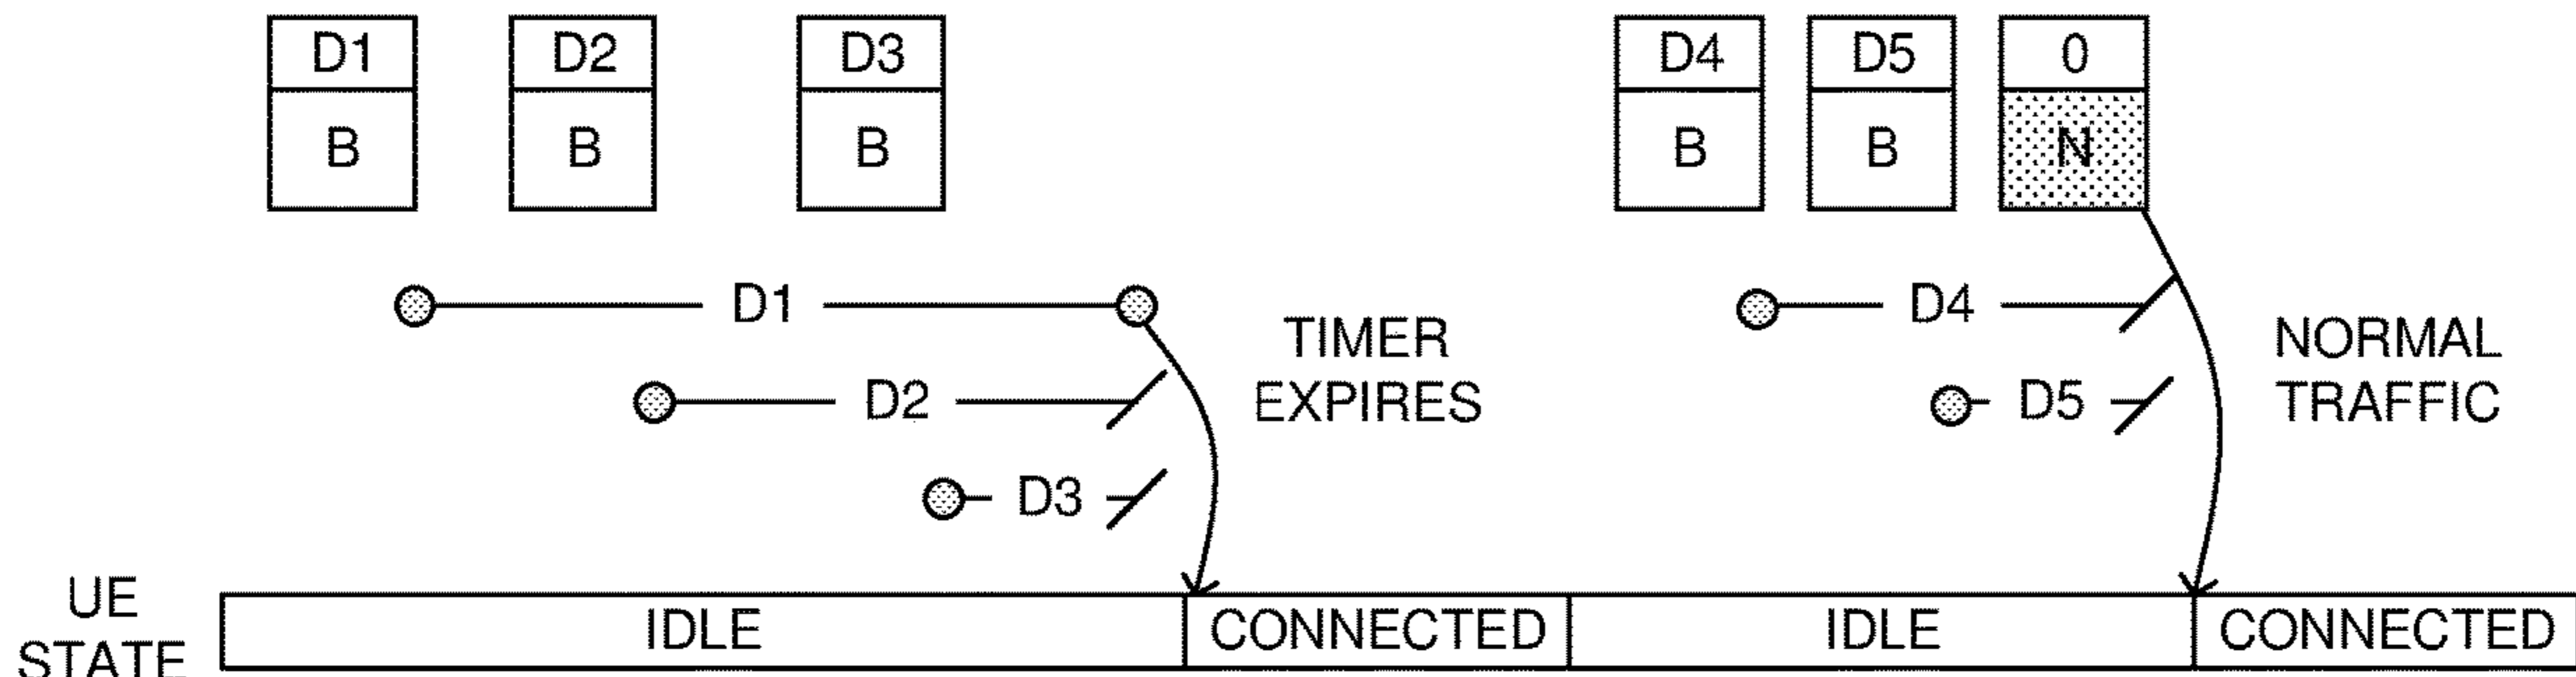 D1 D2 D3 D4 D5 0
B B B B B N
D1 D4
TIMER
EXPIRES
NORMAL
TRAFFIC
D2 D5
D3
UE
STATE
IDLE CONNECTED IDLE CONNECTED